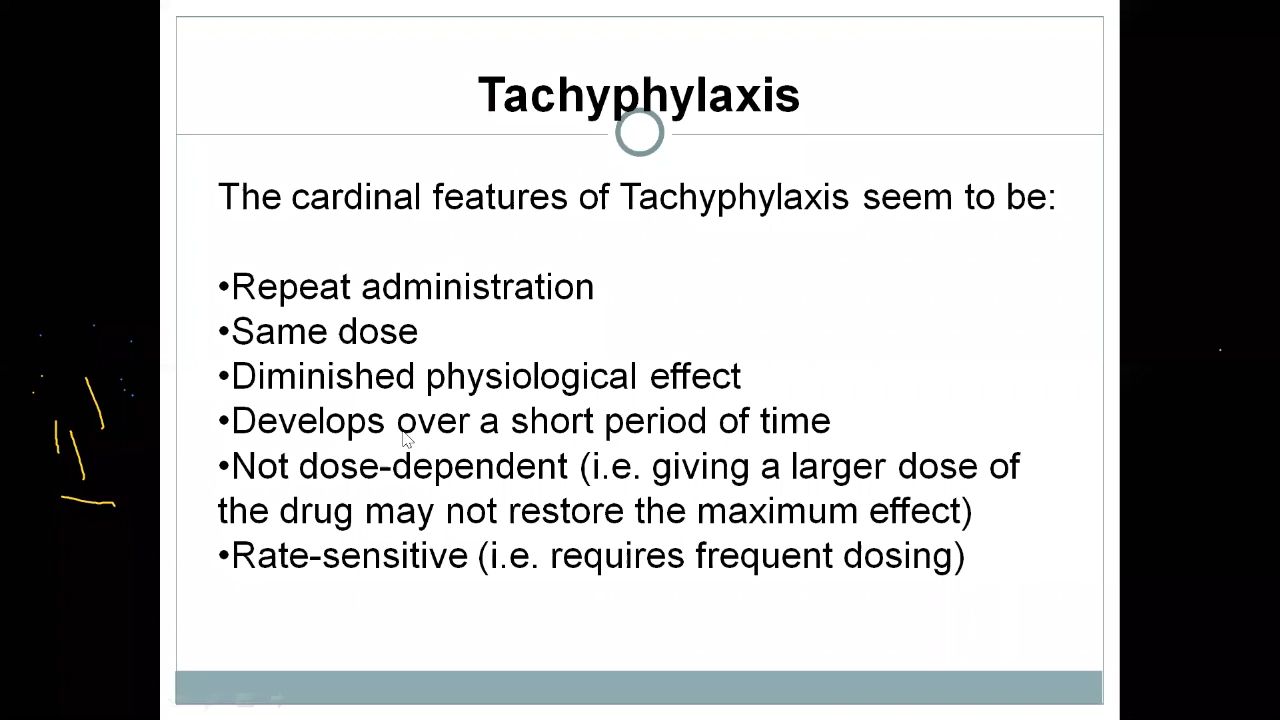 Tachyphylaxis
The cardinal features of Tachyphylaxis seem to be:
•Repeat administration
•Same dose
•Diminished physiological effect
•Develops over a short period of time
•Not dose-dependent (i.e. giving a larger dose of
the drug may not restore the maximum effect)
•Rate-sensitive (i.e. requires frequent dosing)